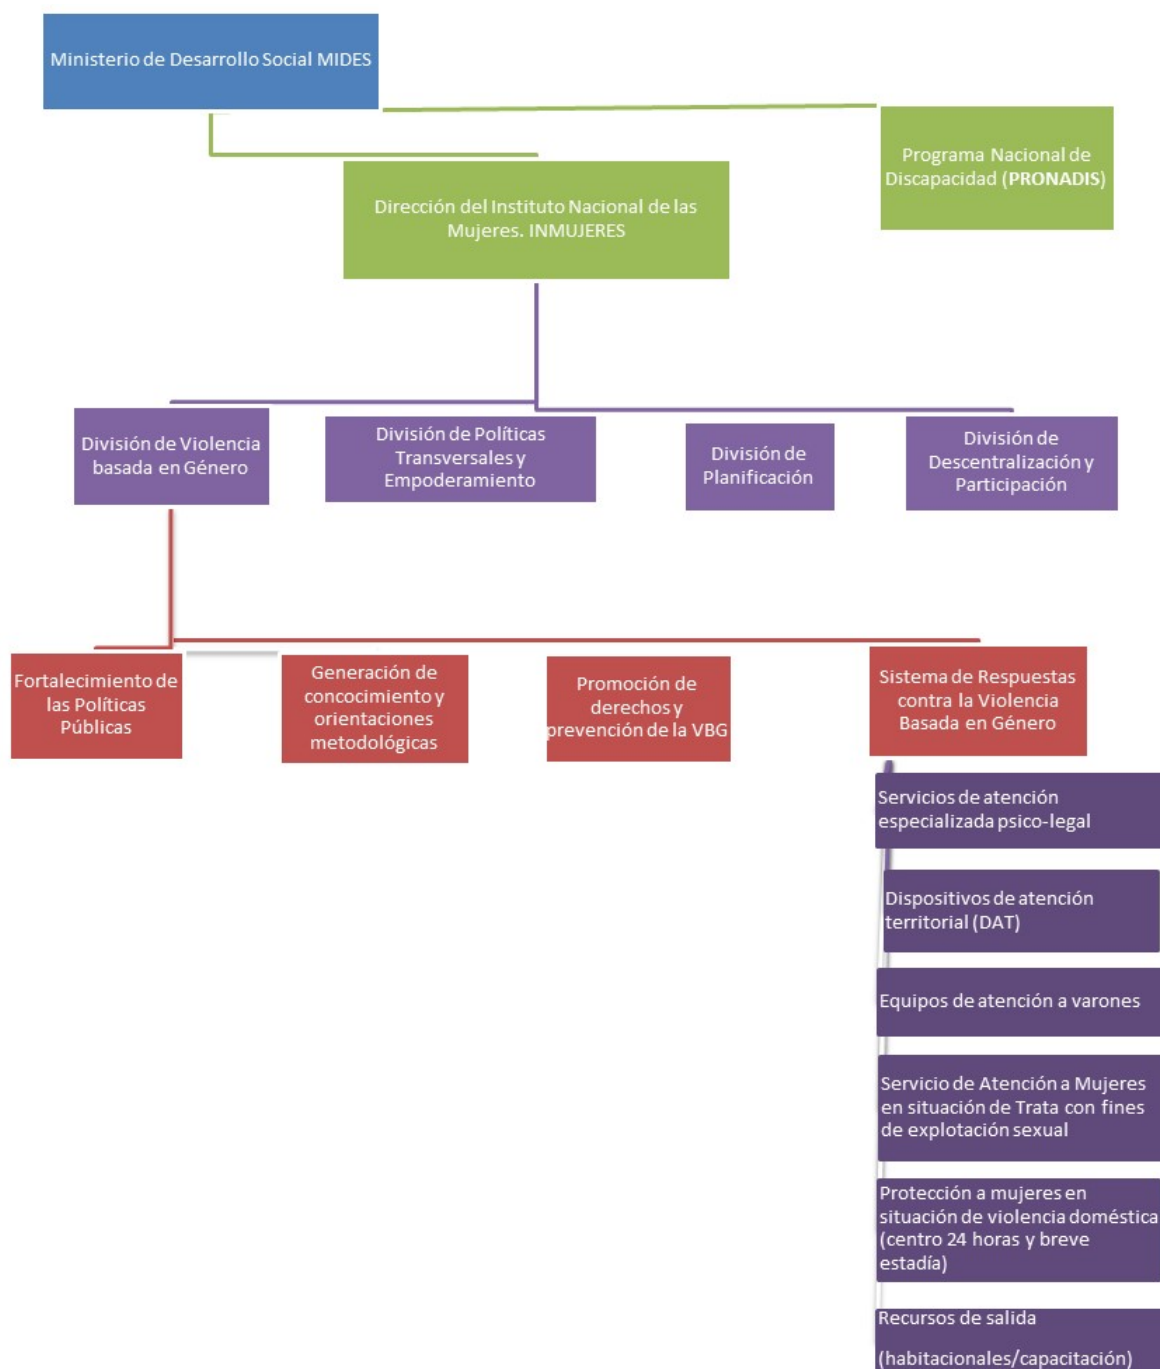 Ministerio de Desarrollo Social MIDES
Programa Nacional de
Discapacidad (PRONADIS)
Dirección del Instituto Nacional de las
Mujeres. INMUJERES
División de Violencia
basada en Género
División de Políticas
Transversales y
Empoderamiento
División de
Planificación
División de
Descentralización y
Participación
Fortalecimiento de
las Políticas
Públicas
Generación de
concocimiento y
orientaciones
metodológicas
Promoción de
derechos y
prevención de la VBG
Sistema de Respuestas
contra la Violencia
Basada en Género
Servicios de atención
especializada psico-legal
Dispositivos de atención
territorial (DAT)
Equipos de atención a varones
Servicio de Atención a Mujeres
en situación de Trata con fines
de explotación sexual
Protección a mujeres en
situación de violencia doméstica
(centro 24 horas y breve
estadía)
Recursos de salida
(habitacionales/capacitación)